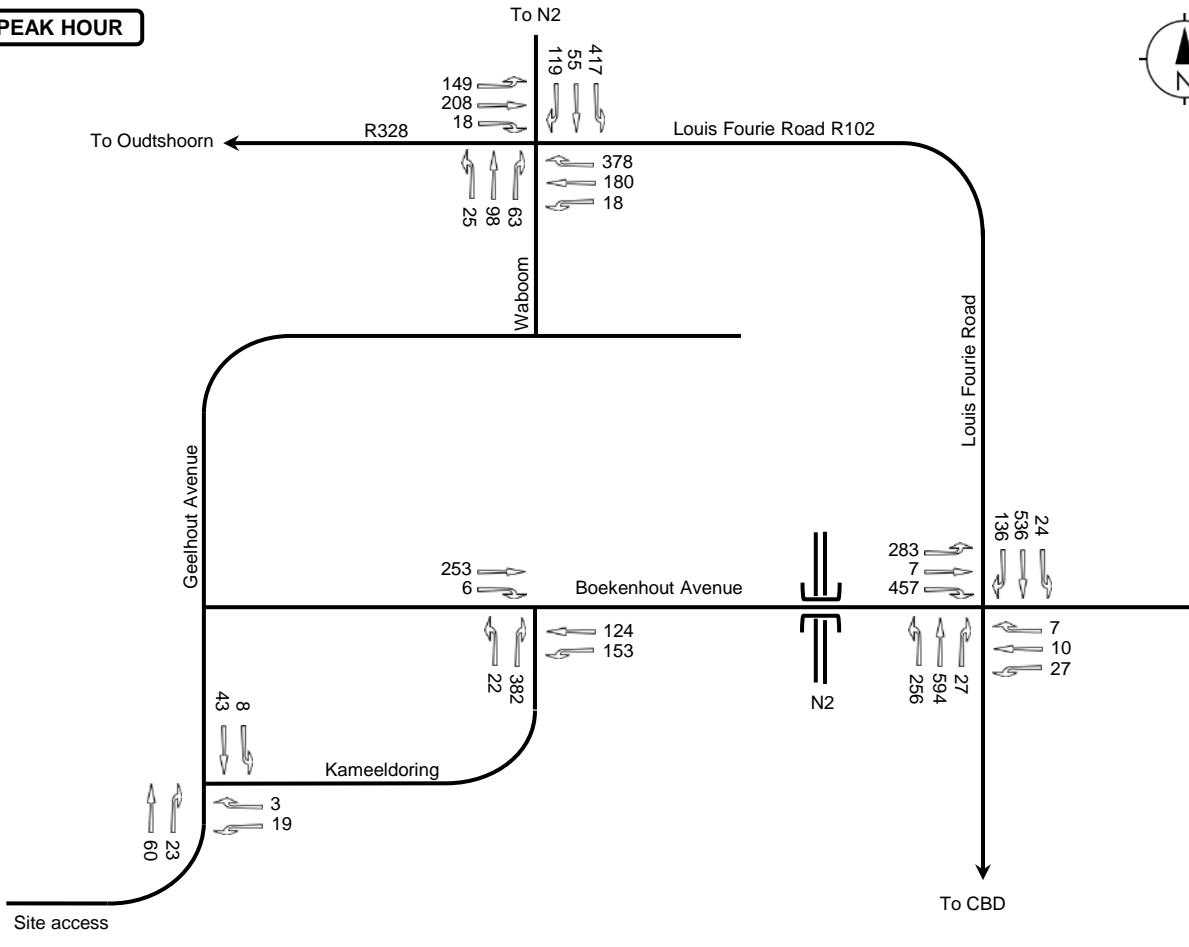 PEAK HOUR
To N2
119
55
417
149
208
18
To Oudtshoorn
R328
Louis Fourie Road R102
N
378
180
18
25
98
63
Waboom
Louis Fourie Road
Geelhout Avenue
136
536
24
283
7
457
253
6
Boekenhout Avenue
124
153
7
10
27
22
382
256
594
27
N2
43
8
Kameeldoring
3
19
60
23
To CBD
Site access